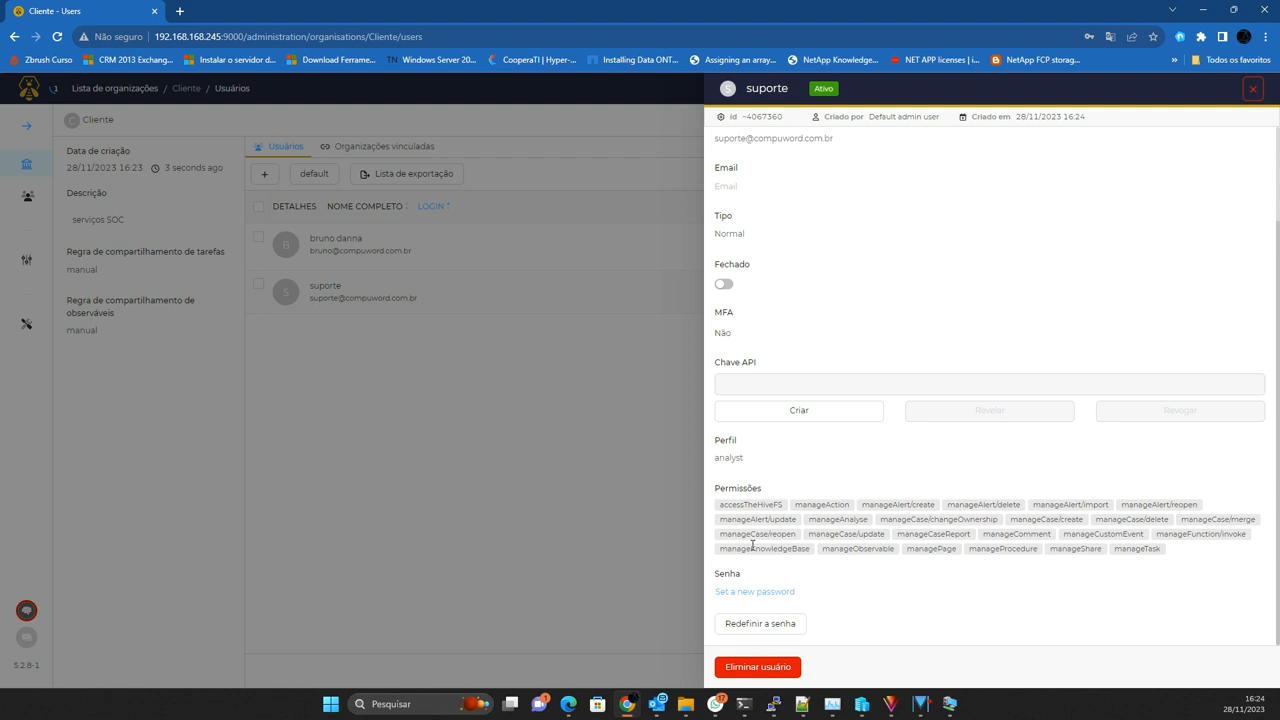 Cliente - Users
Não seguro
192.168.168.245:9000/administration/organisations/Cliente/users
Zbrush Curso
CRM 2013 Exchang...
Instalar o servidor d...
Download Ferrame...
TN Windows Server 20...
CooperaTI | Hyper-...
Installing Data ONT...
Assigning an array...
NetApp Knowledge...
NET APP licenses | i...
NetApp FCP storag...
»
Todos os favoritos
1
Lista de organizações / Cliente / Usuários
S suporte Ativo
id ~4067360
Criado por Default admin user
Criado em 28/11/2023 16:24
C Cliente
Data de criação
28/11/2023 16:23 3 seconds ago
Descrição
serviços SOC
Regra de compartilhamento de tarefas
manual
Regra de compartilhamento de
observáveis
manual
Usuários
Organizações vinculadas
+
default
Lista de exportação
DETALHES NOME COMPLETO LOGIN
B bruno danna
bruno@compuword.com.br
S suporte
suporte@compuword.com.br
suporte@compuword.com.br
Email
Email
Tipo
Normal
Fechado
MFA
Não
Chave API
Criar
Revelar
Revogar
Perfil
analyst
Permissões
accessTheHiveFS manageAction manageAlert/create manageAlert/delete manageAlert/import manageAlert/reopen
manageAlert/update manageAnalyse manageCase/changeOwnership manageCase/create manageCase/delete manageCase/merge
manageCase/reopen manageCase/update manageCaseReport manageComment manageCustomEvent manageFunction/invoke
manageKnowledgeBase manageObservable managePage manageProcedure manageShare manageTask
Senha
Set a new password
Redefinir a senha
Eliminar usuário
5.2.8-1
Pesquisar
1
17
16:24
28/11/2023